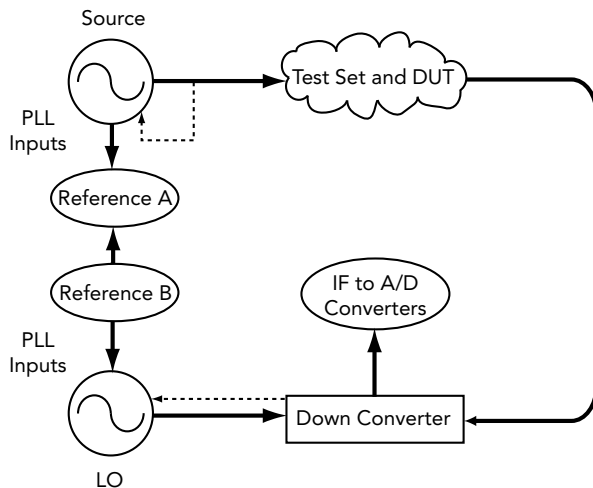 Source
Test Set and DUT
PLL
Inputs
Reference A
Reference B
IF to A/D
Converters
PLL
Inputs
Down Converter
LO